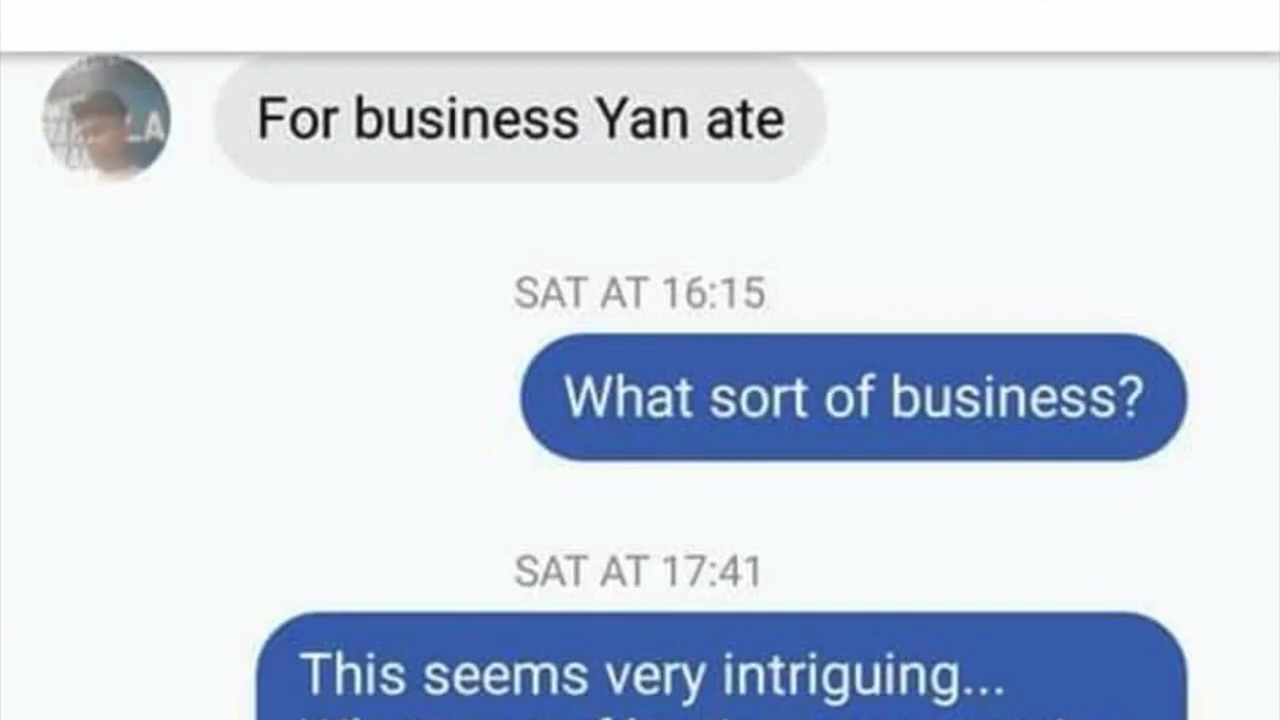 For business Yan ate
SAT AT 16:15
What sort of business?
SAT AT 17:41
This seems very intriguing...